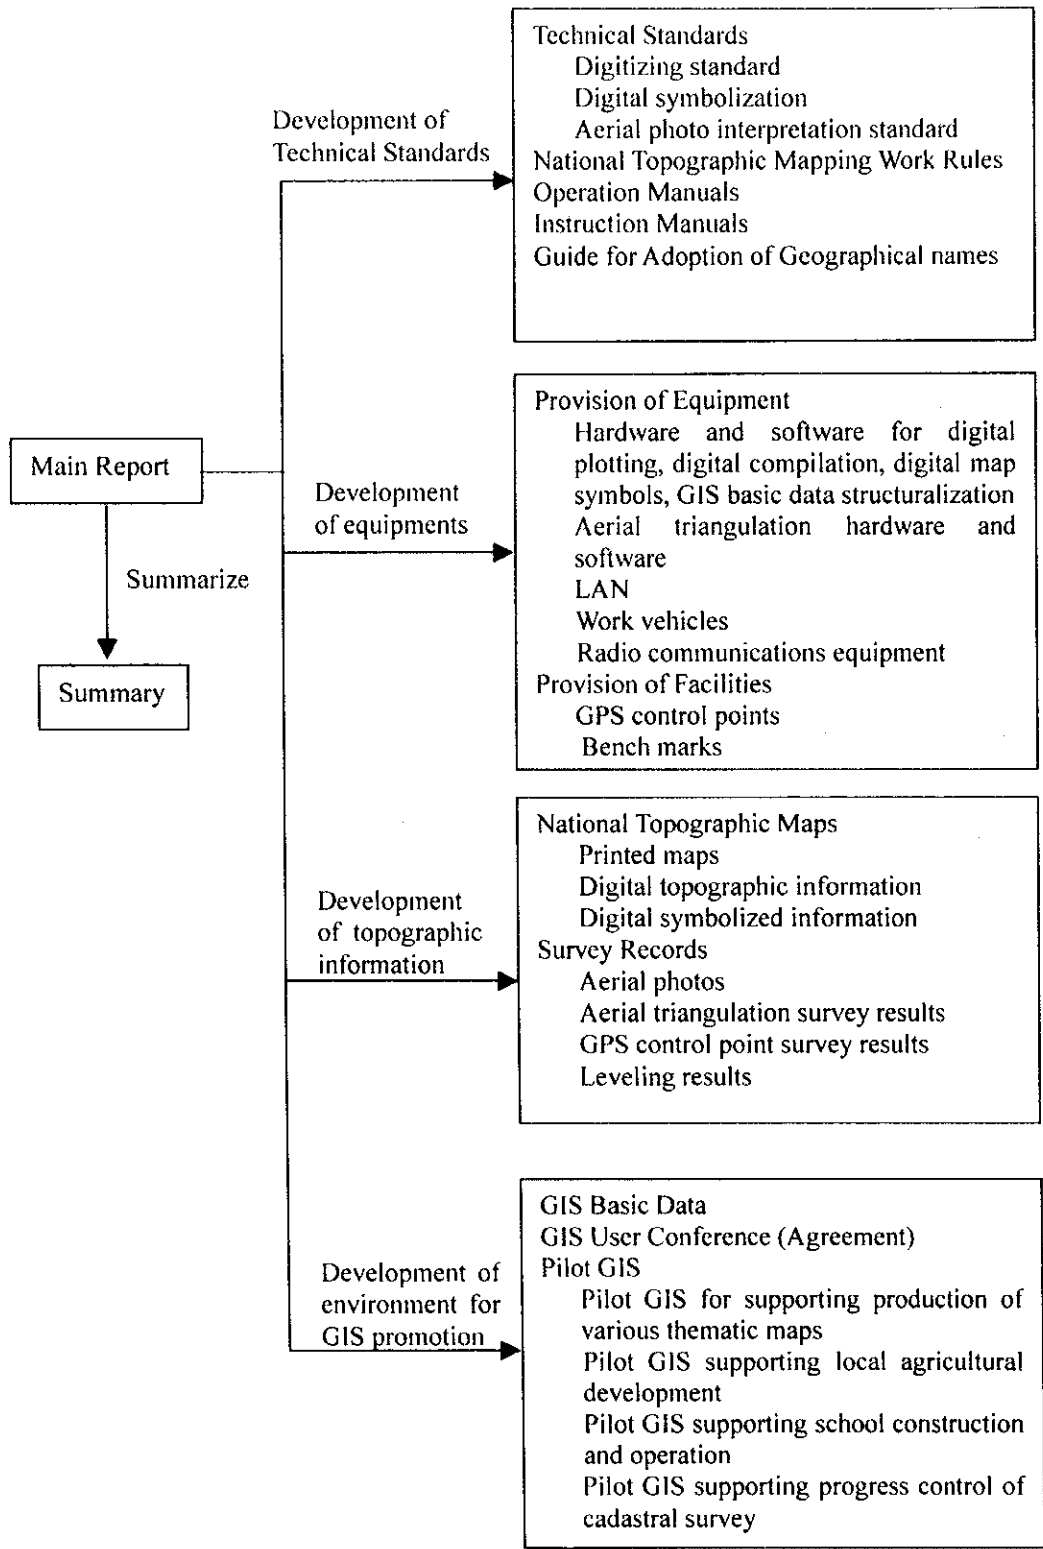 Main Report
Summarize
Summary
Development of
Technical Standards
Technical Standards
Digitizing standard
Digital symbolization
Aerial photo interpretation standard
National Topographic Mapping Work Rules
Operation Manuals
Instruction Manuals
Guide for Adoption of Geographical names
Development
of equipments
Provision of Equipment
Hardware and software for digital
plotting, digital compilation, digital map
symbols, GIS basic data structuralization
Aerial triangulation hardware and
software
LAN
Work vehicles
Radio communications equipment
Provision of Facilities
GPS control points
Bench marks
Development
of topographic
information
National Topographic Maps
Printed maps
Digital topographic information
Digital symbolized information
Survey Records
Aerial photos
Aerial triangulation survey results
GPS control point survey results
Leveling results
Development of
environment for
GIS promotion
GIS Basic Data
GIS User Conference (Agreement)
Pilot GIS
Pilot GIS for supporting production of
various thematic maps
Pilot GIS supporting local agricultural
development
Pilot GIS supporting school construction
and operation
Pilot GIS supporting progress control of
cadastral survey